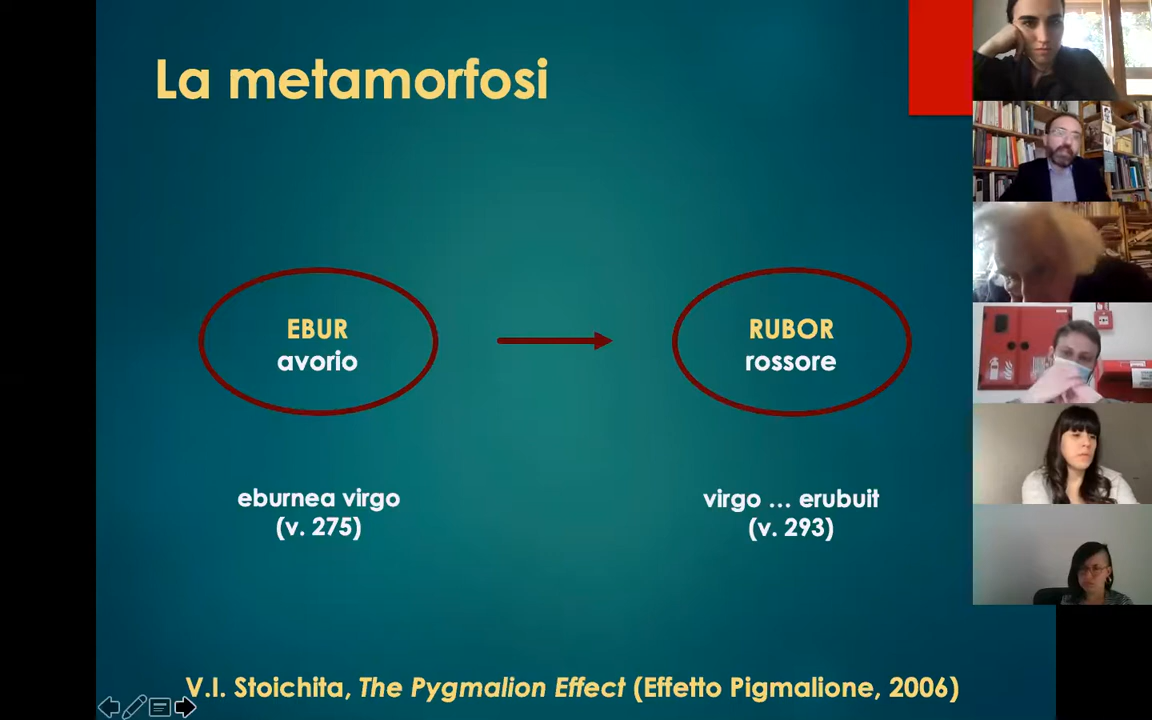 La metamorfosi
EBUR
avorio
RUBOR
rossore
eburnea virgo
(v. 275)
virgo ... erubuit
(v. 293)
V.I. Stoichita, The Pygmalion Effect (Effetto Pigmalione, 2006)